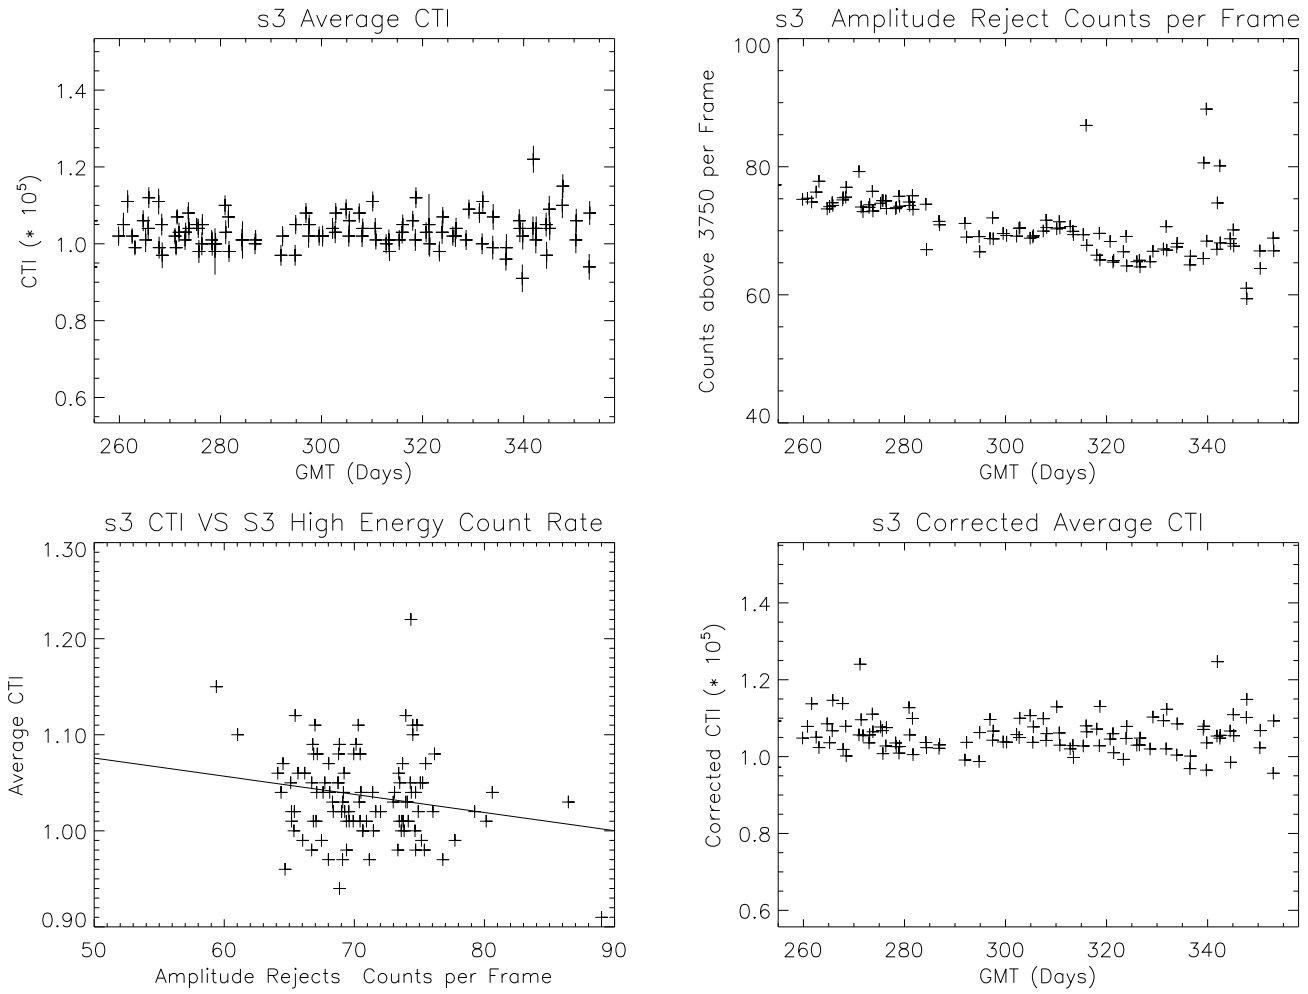 s3 Average CTI
CTI (* 10⁵)
1.4
1.2
1.0
0.8
0.6
260 280 300 320 340
GMT (Days)
s3 Amplitude Reject Counts per Frame
Counts above 3750 per Frame
100
80
60
40
260 280 300 320 340
GMT (Days)
s3 CTI VS S3 High Energy Count Rate
Average CTI
1.30
1.20
1.10
1.00
0.90
50 60 70 80 90
Amplitude Rejects Counts per Frame
s3 Corrected Average CTI
Corrected CTI (* 10⁵)
1.4
1.2
1.0
0.8
0.6
260 280 300 320 340
GMT (Days)